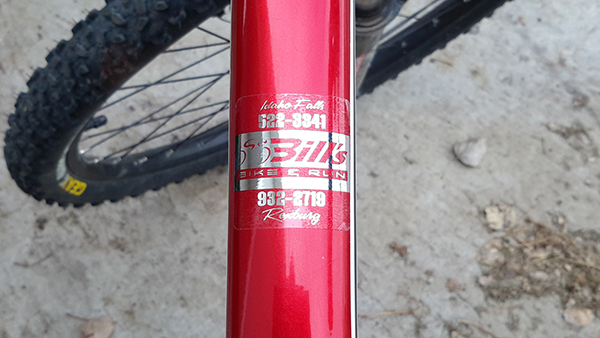 Idaho Falls
522-3341
Bill's
BIKE & RUN
932-2719
Rexburg